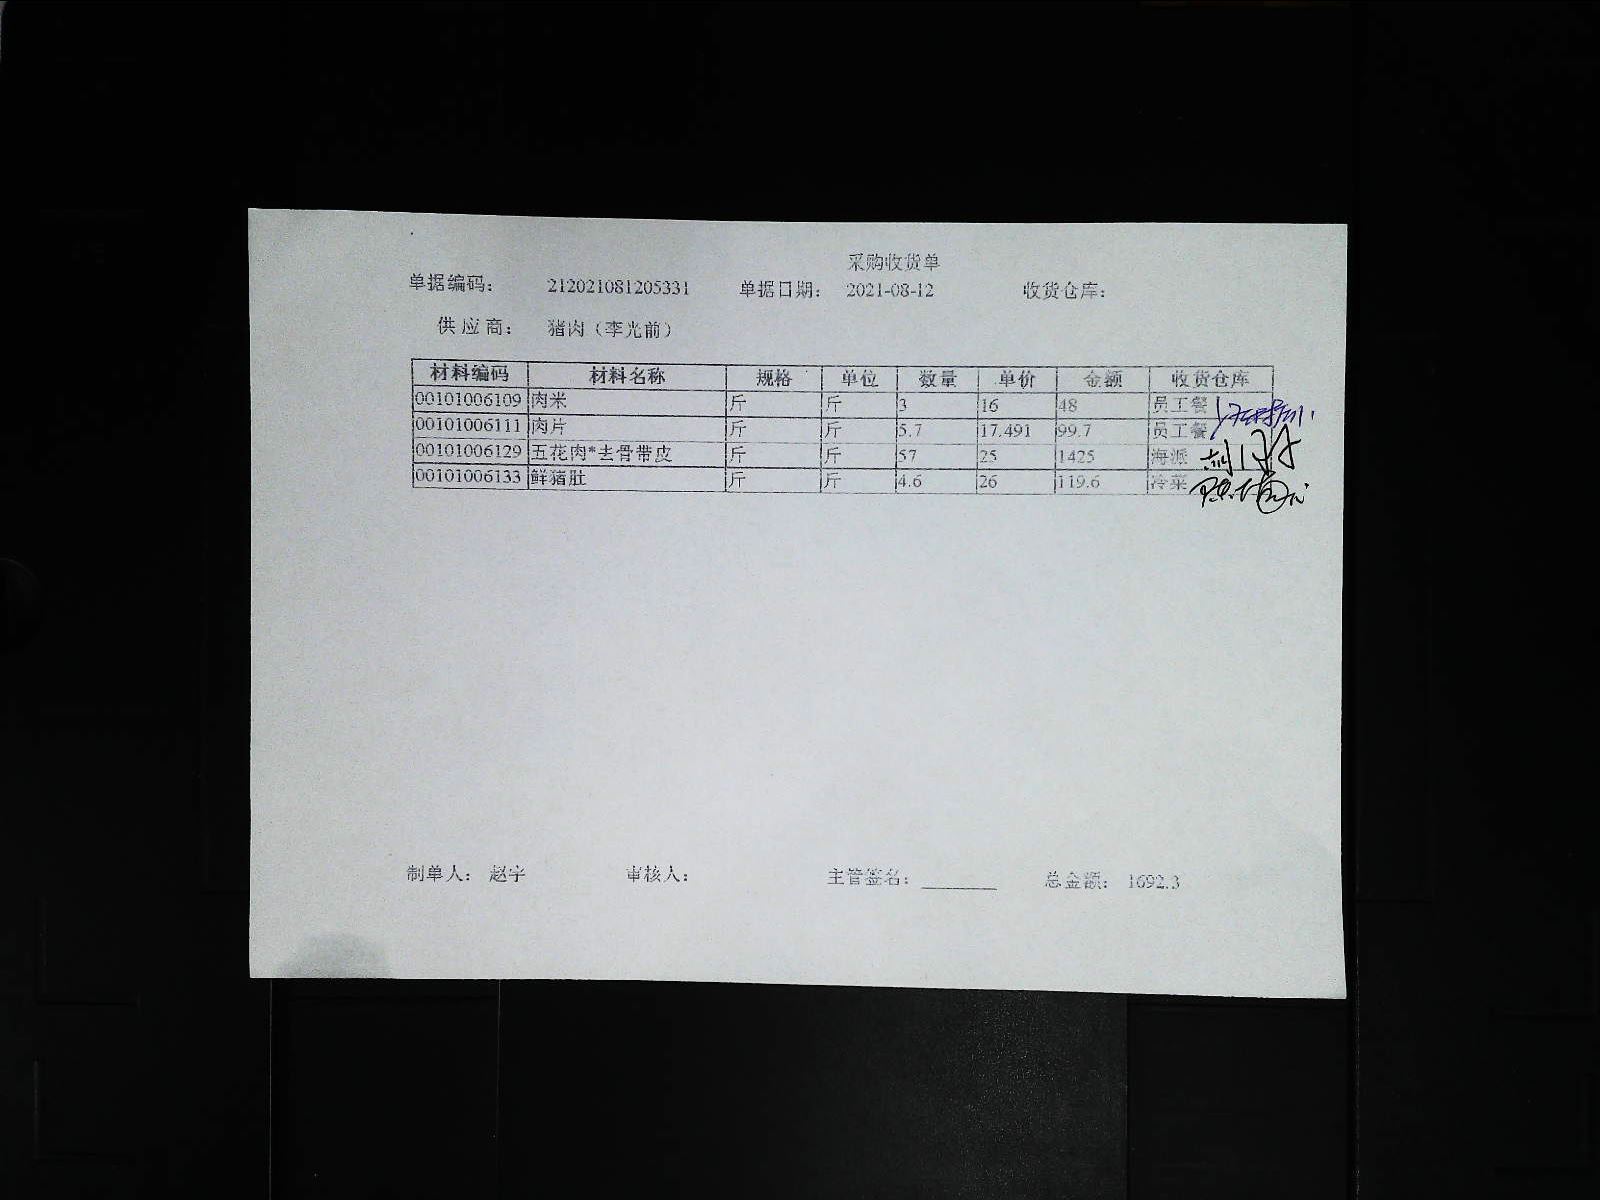 采购收货单
单据编码： 212021081205331 单据日期： 2021-08-12 收货仓库：
供应商： 猪肉（李光前）
材料编码 材料名称 规格 单位 数量 单价 金额 收货仓库
00101006109 肉米 斤 斤 3 16 48 员工餐
00101006111 肉片 斤 斤 5.7 17.491 99.7 员工餐
00101006129 五花肉*去骨带皮 斤 斤 57 25 1425 海派
00101006133 鲜猪肚 斤 斤 4.6 26 119.6 冷菜
制单人： 赵宇 审核人： 主管签名： 总金额： 1692.3